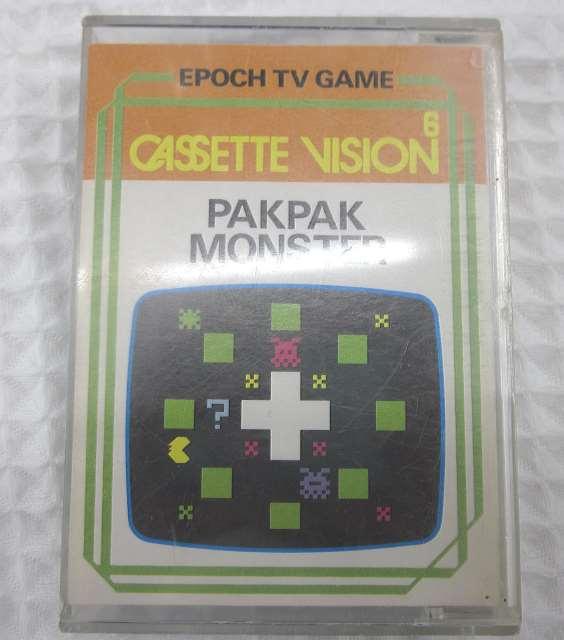 EPOCH TV GAME
6
CASSETTE VISION
PAKPAK
MONSTER
?